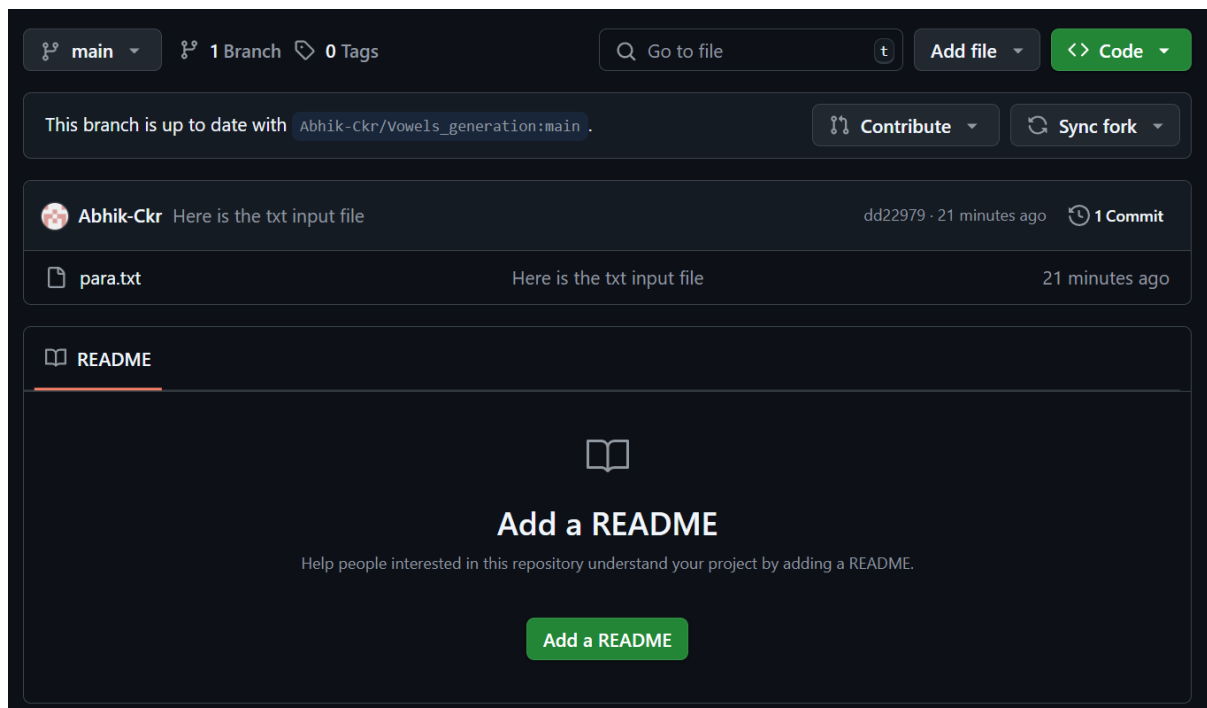 main 1 Branch 0 Tags Go to file t Add file Code
This branch is up to date with Abhik-Ckr/Vowels_generation:main . Contribute Sync fork
Abhik-Ckr Here is the txt input file dd22979 · 21 minutes ago 1 Commit
para.txt Here is the txt input file 21 minutes ago
README
Add a README
Help people interested in this repository understand your project by adding a README.
Add a README